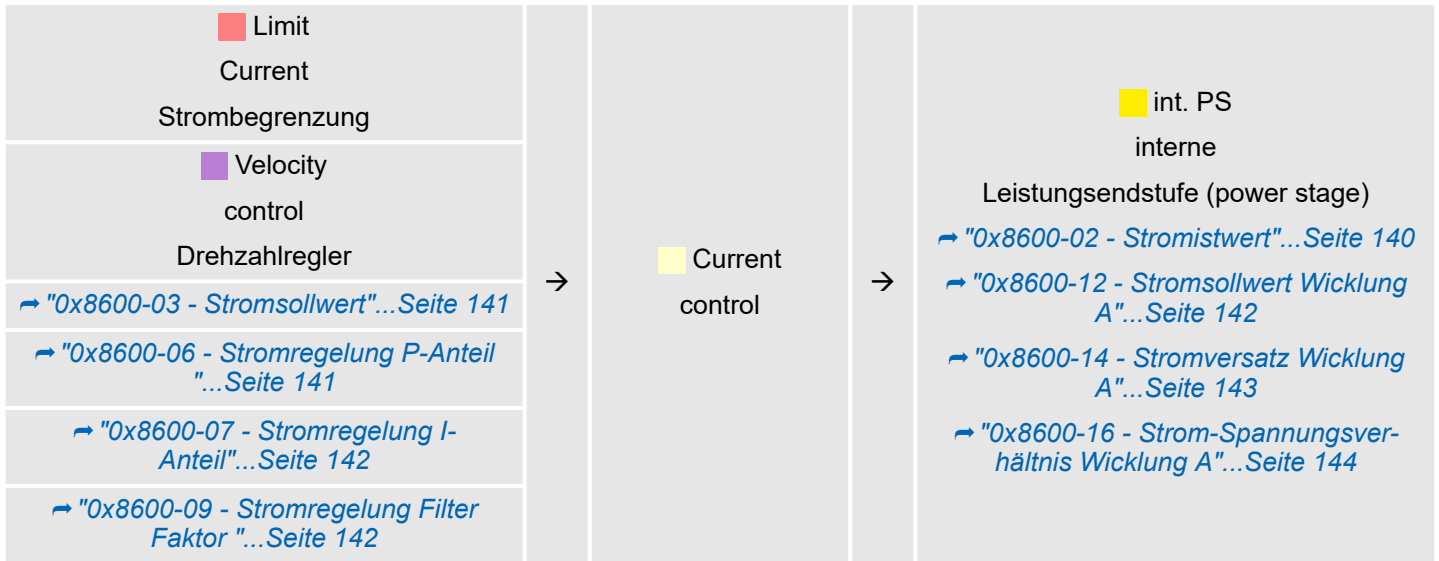 Limit
Current
Strombegrenzung
Velocity
control
Drehzahlregler
➦ "0x8600-03 - Stromsollwert"...Seite 141
➦ "0x8600-06 - Stromregelung P-Anteil
"...Seite 141
➦ "0x8600-07 - Stromregelung I-
Anteil"...Seite 142
➦ "0x8600-09 - Stromregelung Filter
Faktor "...Seite 142
→
Current
control
→
int. PS
interne
Leistungsendstufe (power stage)
➦ "0x8600-02 - Stromistwert"...Seite 140
➦ "0x8600-12 - Stromsollwert Wicklung
A"...Seite 142
➦ "0x8600-14 - Stromversatz Wicklung
A"...Seite 143
➦ "0x8600-16 - Strom-Spannungsver-
hältnis Wicklung A"...Seite 144